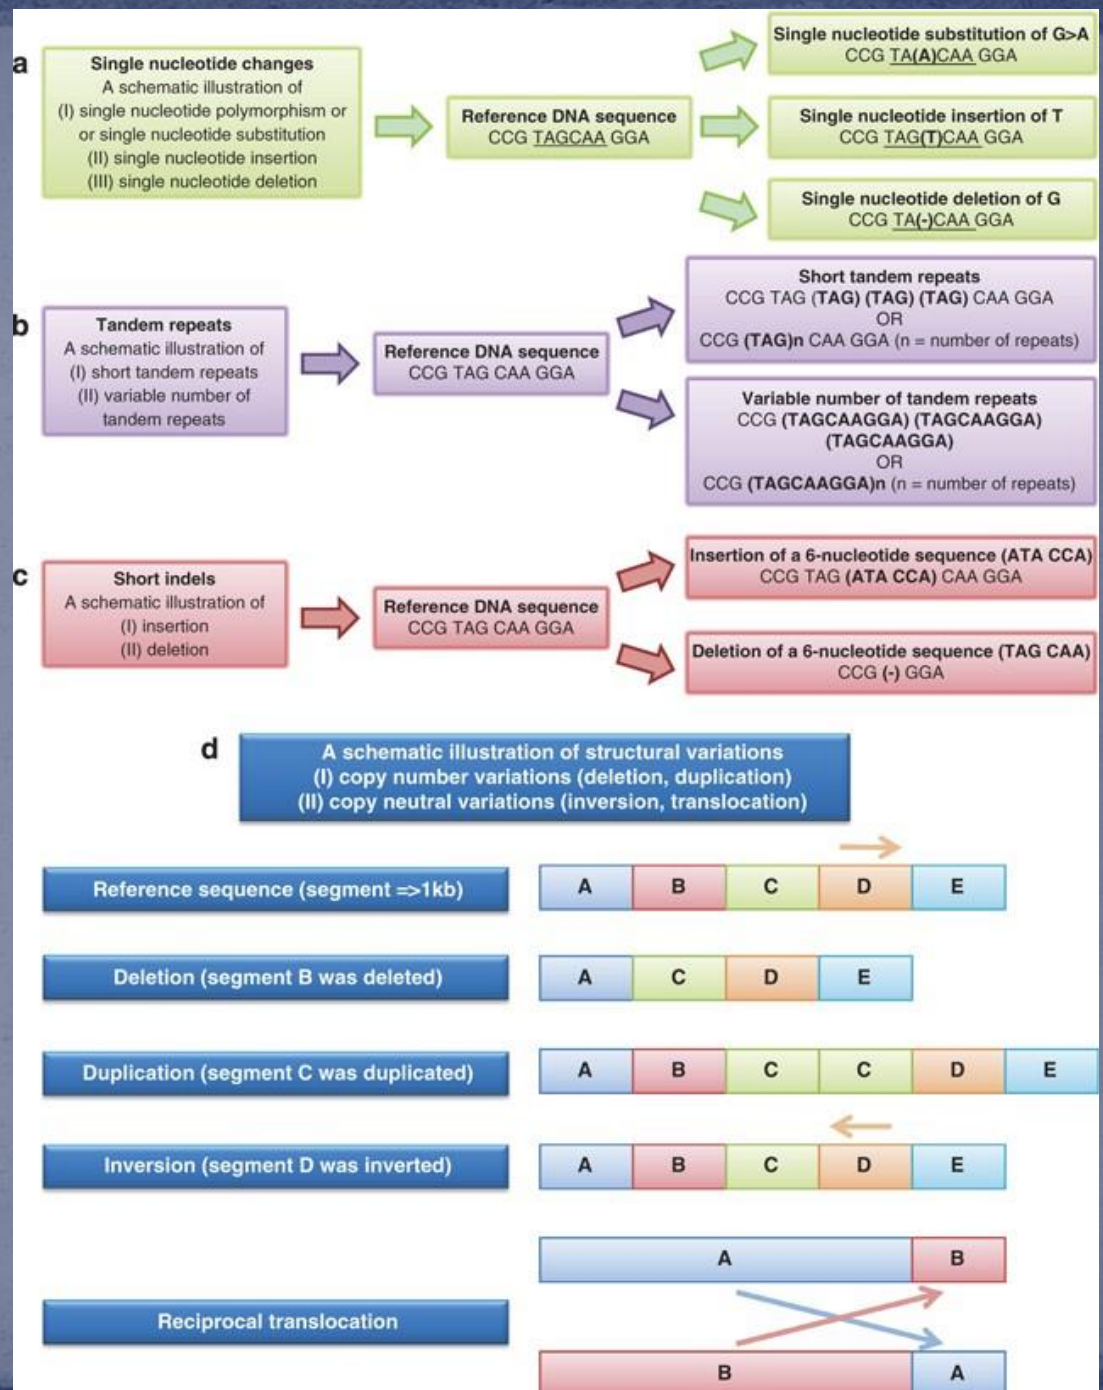 a
Single nucleotide changes
A schematic illustration of
(I) single nucleotide polymorphism or
or single nucleotide substitution
(II) single nucleotide insertion
(III) single nucleotide deletion
Reference DNA sequence
CCG TAGCAA GGA
Single nucleotide substitution of G>A
CCG TA(A)CAA GGA
Single nucleotide insertion of T
CCG TAG(T)CAA GGA
Single nucleotide deletion of G
CCG TA(-)CAA GGA
b
Tandem repeats
A schematic illustration of
(I) short tandem repeats
(II) variable number of
tandem repeats
Reference DNA sequence
CCG TAG CAA GGA
Short tandem repeats
CCG TAG (TAG) (TAG) (TAG) CAA GGA
OR
CCG (TAG)n CAA GGA (n = number of repeats)
Variable number of tandem repeats
CCG (TAGCAAGGA) (TAGCAAGGA)
(TAGCAAGGA)
OR
CCG (TAGCAAGGA)n (n = number of repeats)
c
Short indels
A schematic illustration of
(I) insertion
(II) deletion
Reference DNA sequence
CCG TAG CAA GGA
Insertion of a 6-nucleotide sequence (ATA CCA)
CCG TAG (ATA CCA) CAA GGA
Deletion of a 6-nucleotide sequence (TAG CAA)
CCG (-) GGA
d
A schematic illustration of structural variations
(I) copy number variations (deletion, duplication)
(II) copy neutral variations (inversion, translocation)
Reference sequence (segment =>1kb)
A B C D E
Deletion (segment B was deleted)
A C D E
Duplication (segment C was duplicated)
A B C C D E
Inversion (segment D was inverted)
A B C D E
A B
Reciprocal translocation
B A